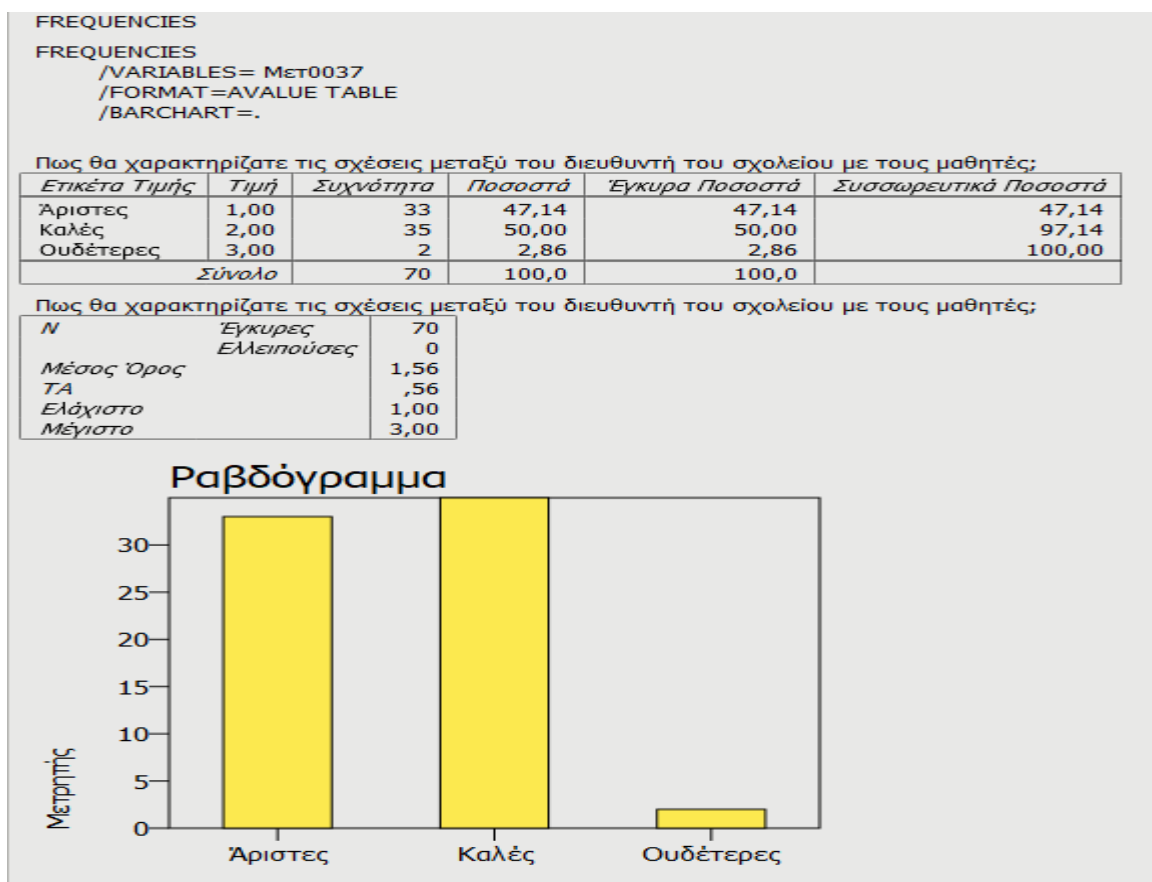 FREQUENCIES
FREQUENCIES
/VARIABLES= Μετ0037
/FORMAT=AVALUE TABLE
/BARCHART=.
Πως θα χαρακτηρίζατε τις σχέσεις μεταξύ του διευθυντή του σχολείου με τους μαθητές;
Ετικέτα Τιμής Τιμή Συχνότητα Ποσοστά Έγκυρα Ποσοστά Συσσωρευτικά Ποσοστά
Άριστες 1,00 33 47,14 47,14 47,14
Καλές 2,00 35 50,00 50,00 97,14
Ουδέτερες 3,00 2 2,86 2,86 100,00
Σύνολο 70 100,0 100,0
Πως θα χαρακτηρίζατε τις σχέσεις μεταξύ του διευθυντή του σχολείου με τους μαθητές;
N Έγκυρες 70
Ελλειπούσες 0
Μέσος Όρος 1,56
ΤΑ ,56
Ελάχιστο 1,00
Μέγιστο 3,00
Ραβδόγραμμα
30
25
20
15
10
5
0
Μετρητής
Άριστες Καλές Ουδέτερες